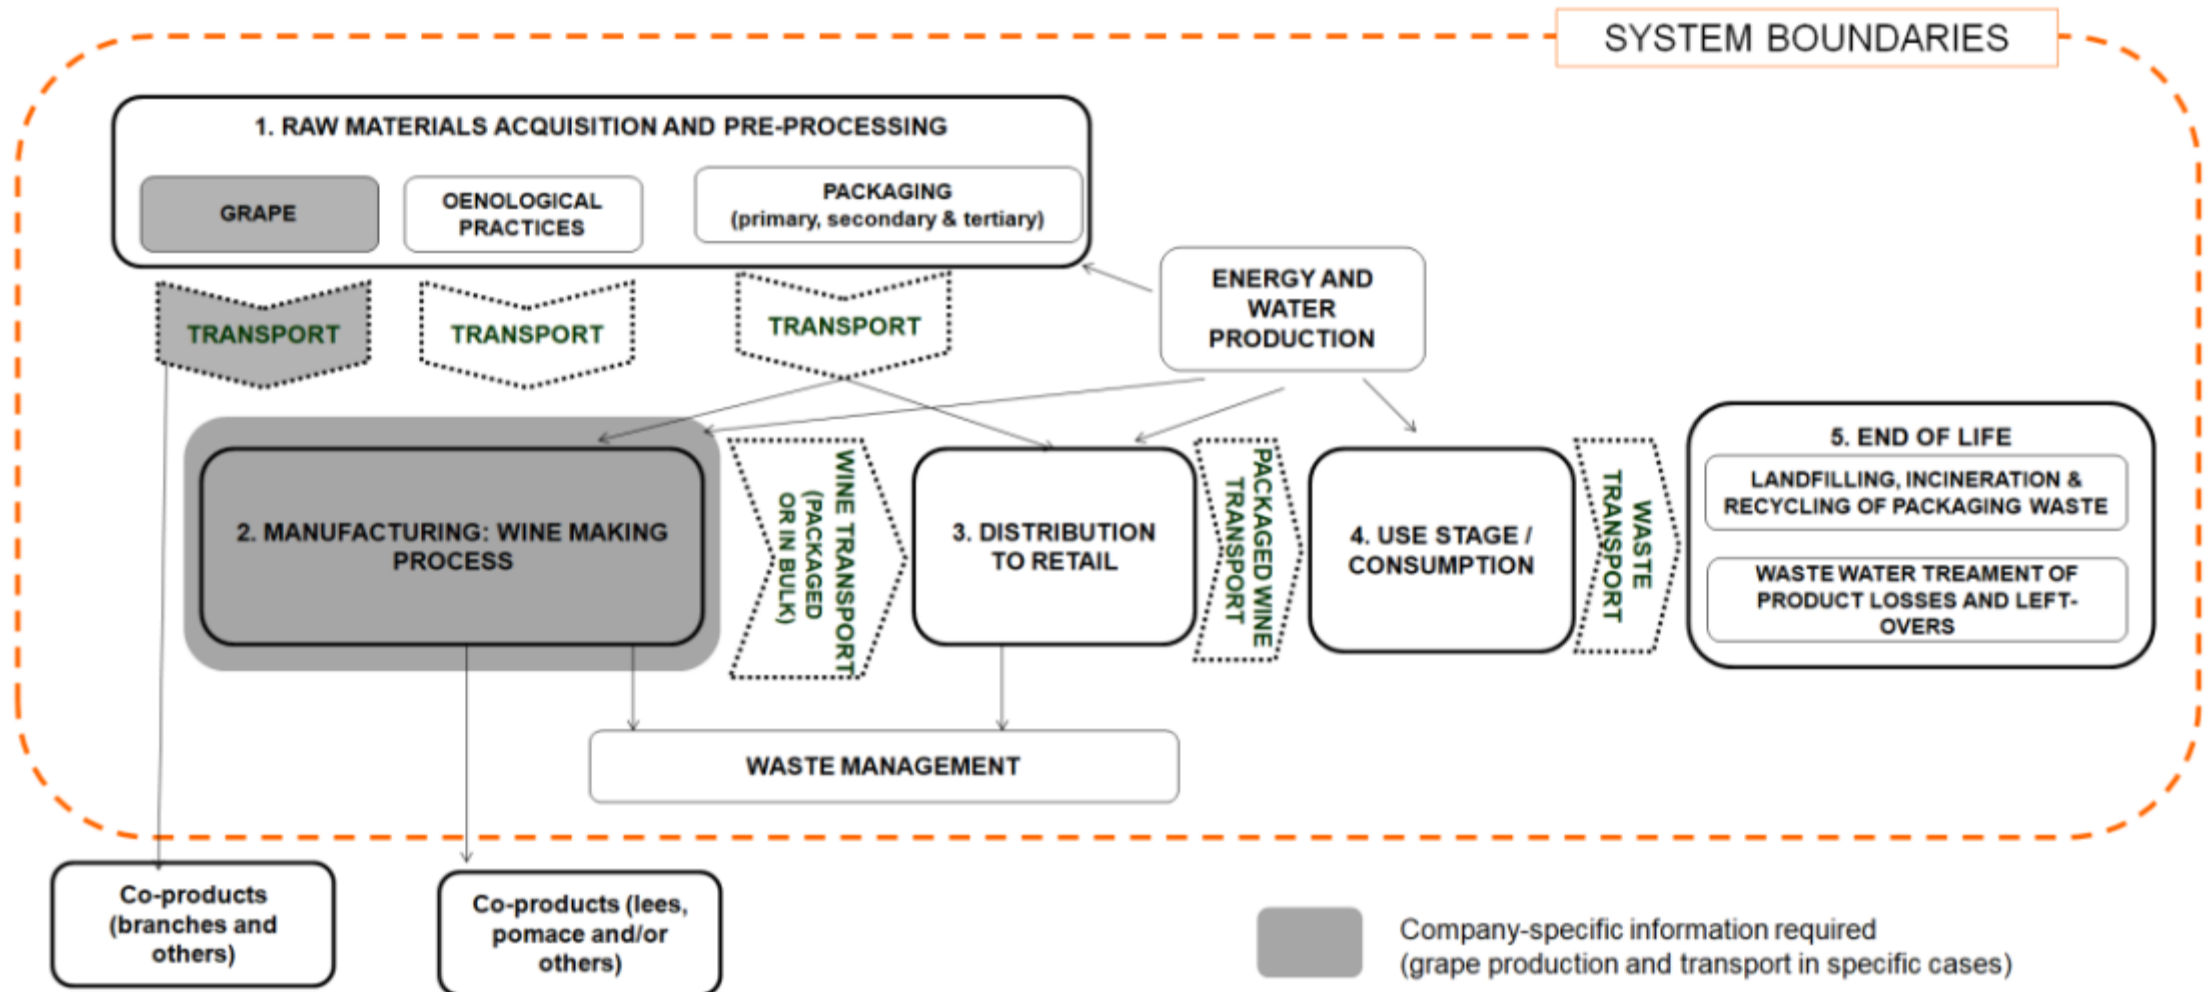 SYSTEM BOUNDARIES
1. RAW MATERIALS ACQUISITION AND PRE-PROCESSING
GRAPE
OENOLOGICAL
PRACTICES
PACKAGING
(primary, secondary & tertiary)
TRANSPORT
TRANSPORT
TRANSPORT
ENERGY AND
WATER
PRODUCTION
2. MANUFACTURING: WINE MAKING
PROCESS
WINE TRANSPORT
(PACKAGED
OR IN BULK)
3. DISTRIBUTION
TO RETAIL
PACKAGED WINE
TRANSPORT
4. USE STAGE /
CONSUMPTION
WASTE
TRANSPORT
5. END OF LIFE
LANDFILLING, INCINERATION &
RECYCLING OF PACKAGING WASTE
WASTE WATER TREAMENT OF
PRODUCT LOSSES AND LEFT-
OVERS
WASTE MANAGEMENT
Co-products
(branches and
others)
Co-products (lees,
pomace and/or
others)
Company-specific information required
(grape production and transport in specific cases)